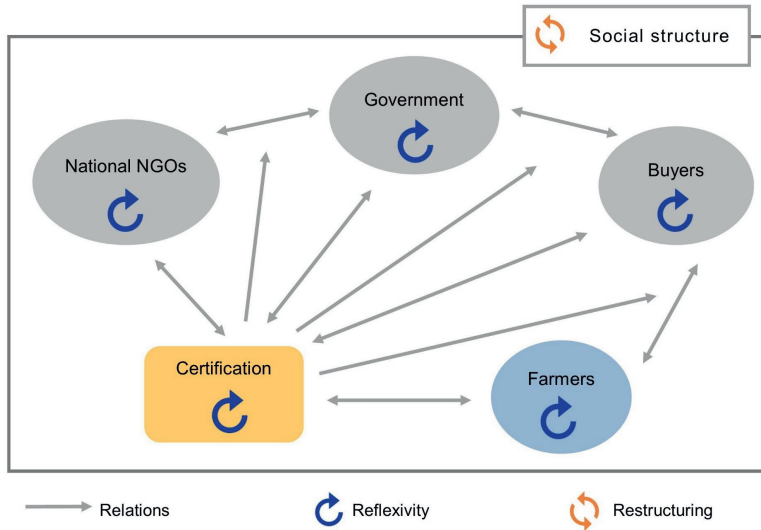 Social structure
Government
National NGOs
Buyers
Certification
Farmers
Relations
Reflexivity
Restructuring